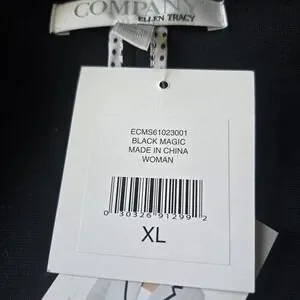 COMPANY
ELLEN TRACY
ECMS61023001
BLACK MAGIC
MADE IN CHINA
WOMAN
0 30326 91299 2
XL